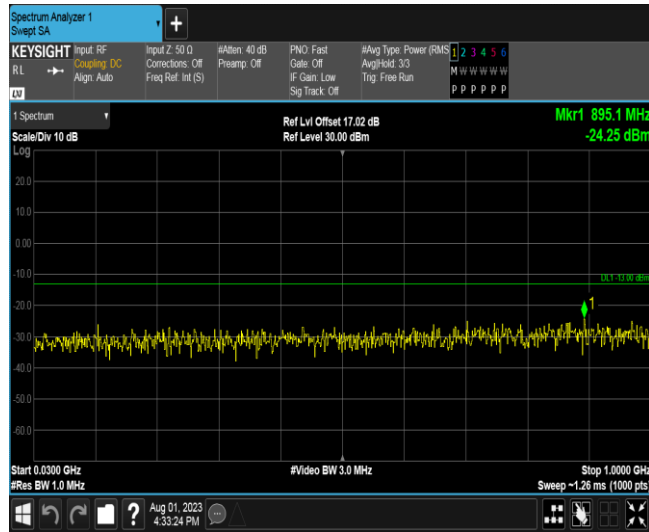 Spectrum Analyzer 1
Swept SA
+
KEYSIGHT Input: RF Input Z: 50 Ω #Atten: 40 dB PNO: Fast #Avg Type: Power (RMS 1 2 3 4 5 6
RL Coupling: DC Corrections: Off Preamp: Off Gate: Off Avg|Hold: 3/3 M W W W W W
Align: Auto Freq Ref: Int (S) IF Gain: Low Trig: Free Run
LXI Sig Track: Off P P P P P P
1 Spectrum Ref Lvl Offset 17.02 dB Mkr1 895.1 MHz
Scale/Div 10 dB Ref Level 30.00 dBm -24.25 dBm
Log
20.0
10.0
0.00
-10.0
DL1 -13.00 dBm
-20.0 1
-30.0
-40.0
-50.0
-60.0
Start 0.0300 GHz #Video BW 3.0 MHz Stop 1.0000 GHz
#Res BW 1.0 MHz Sweep ~1.26 ms (1000 pts)
? Aug 01, 2023
4:33:24 PM